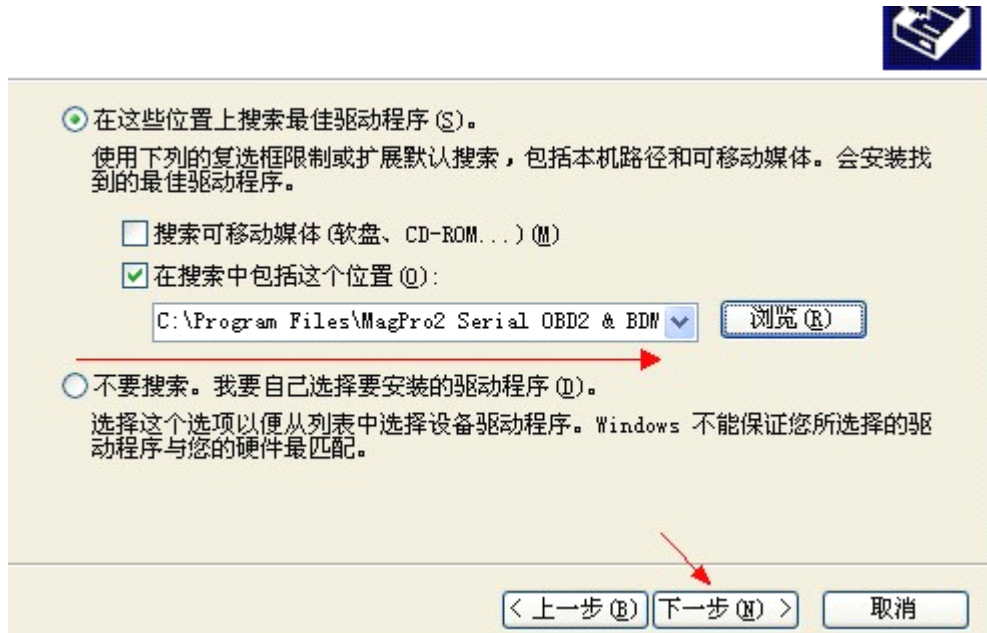 在这些位置上搜索最佳驱动程序(S)。
使用下列的复选框限制或扩展默认搜索，包括本机路径和可移动媒体。会安装找
到的最佳驱动程序。
搜索可移动媒体(软盘、CD-ROM...)(M)
在搜索中包括这个位置(O):
C:\Program Files\MagPro2 Serial OBD2 & BDM
浏览(R)
不要搜索。我要自己选择要安装的驱动程序(D)。
选择这个选项以便从列表中选择设备驱动程序。Windows 不能保证您所选择的驱
动程序与您的硬件最匹配。
< 上一步(B)
下一步(N) >
取消